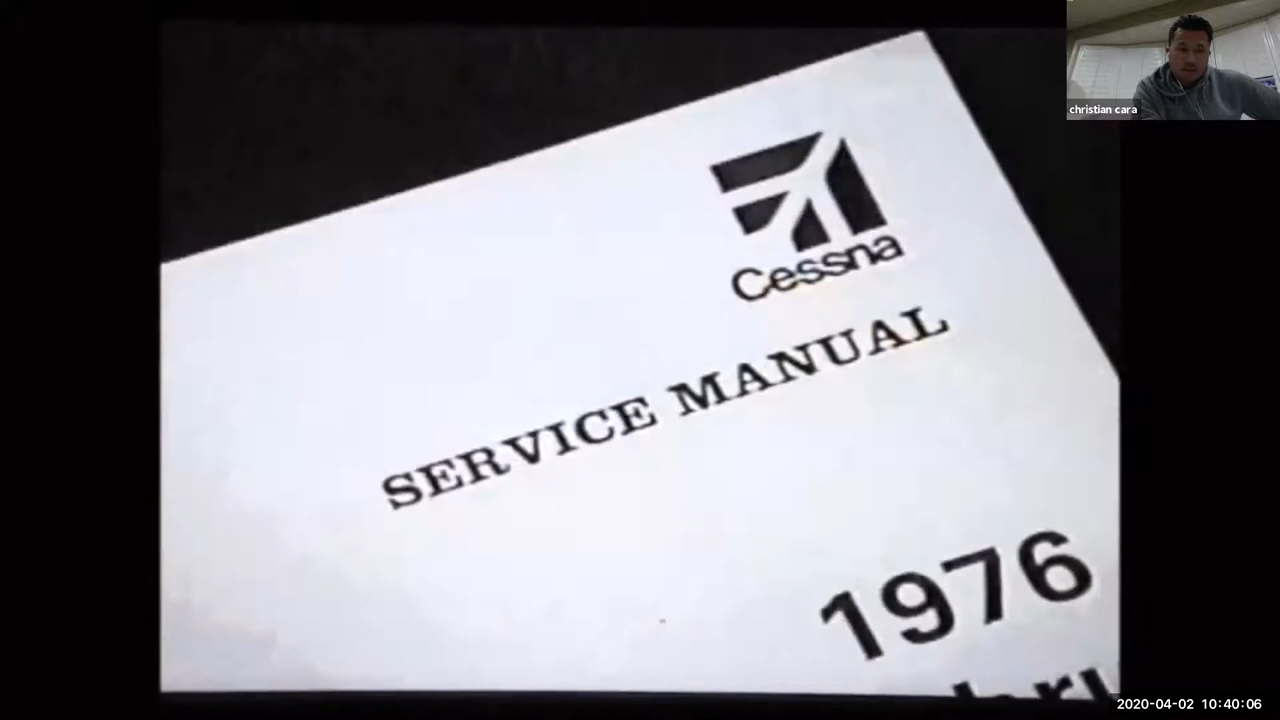 christian cara
Cessna
SERVICE MANUAL
1976
2020-04-02 10:40:06